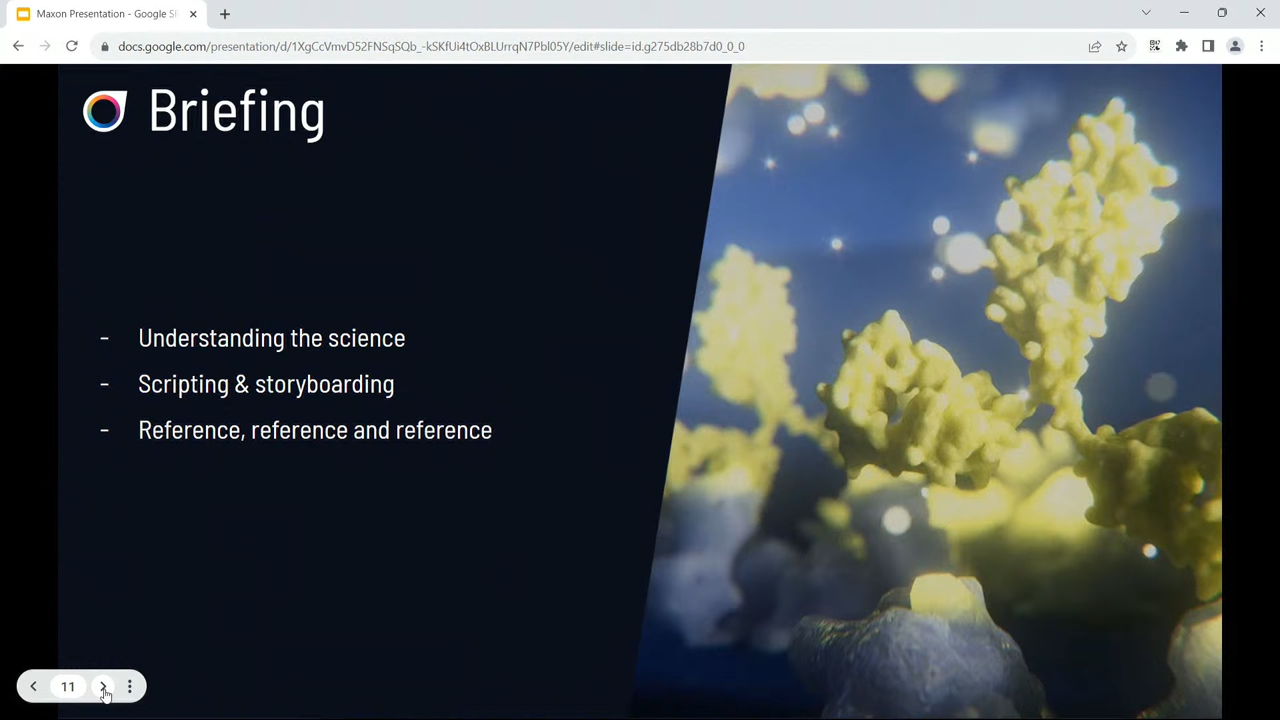 Maxon Presentation - Google Sl
docs.google.com/presentation/d/1XgCcVmvD52FNSqSQb_-kSKfUi4tOxBLUrrqN7Pbl05Y/edit#slide=id.g275db28b7d0_0_0
Briefing
- Understanding the science
- Scripting & storyboarding
- Reference, reference and reference
11